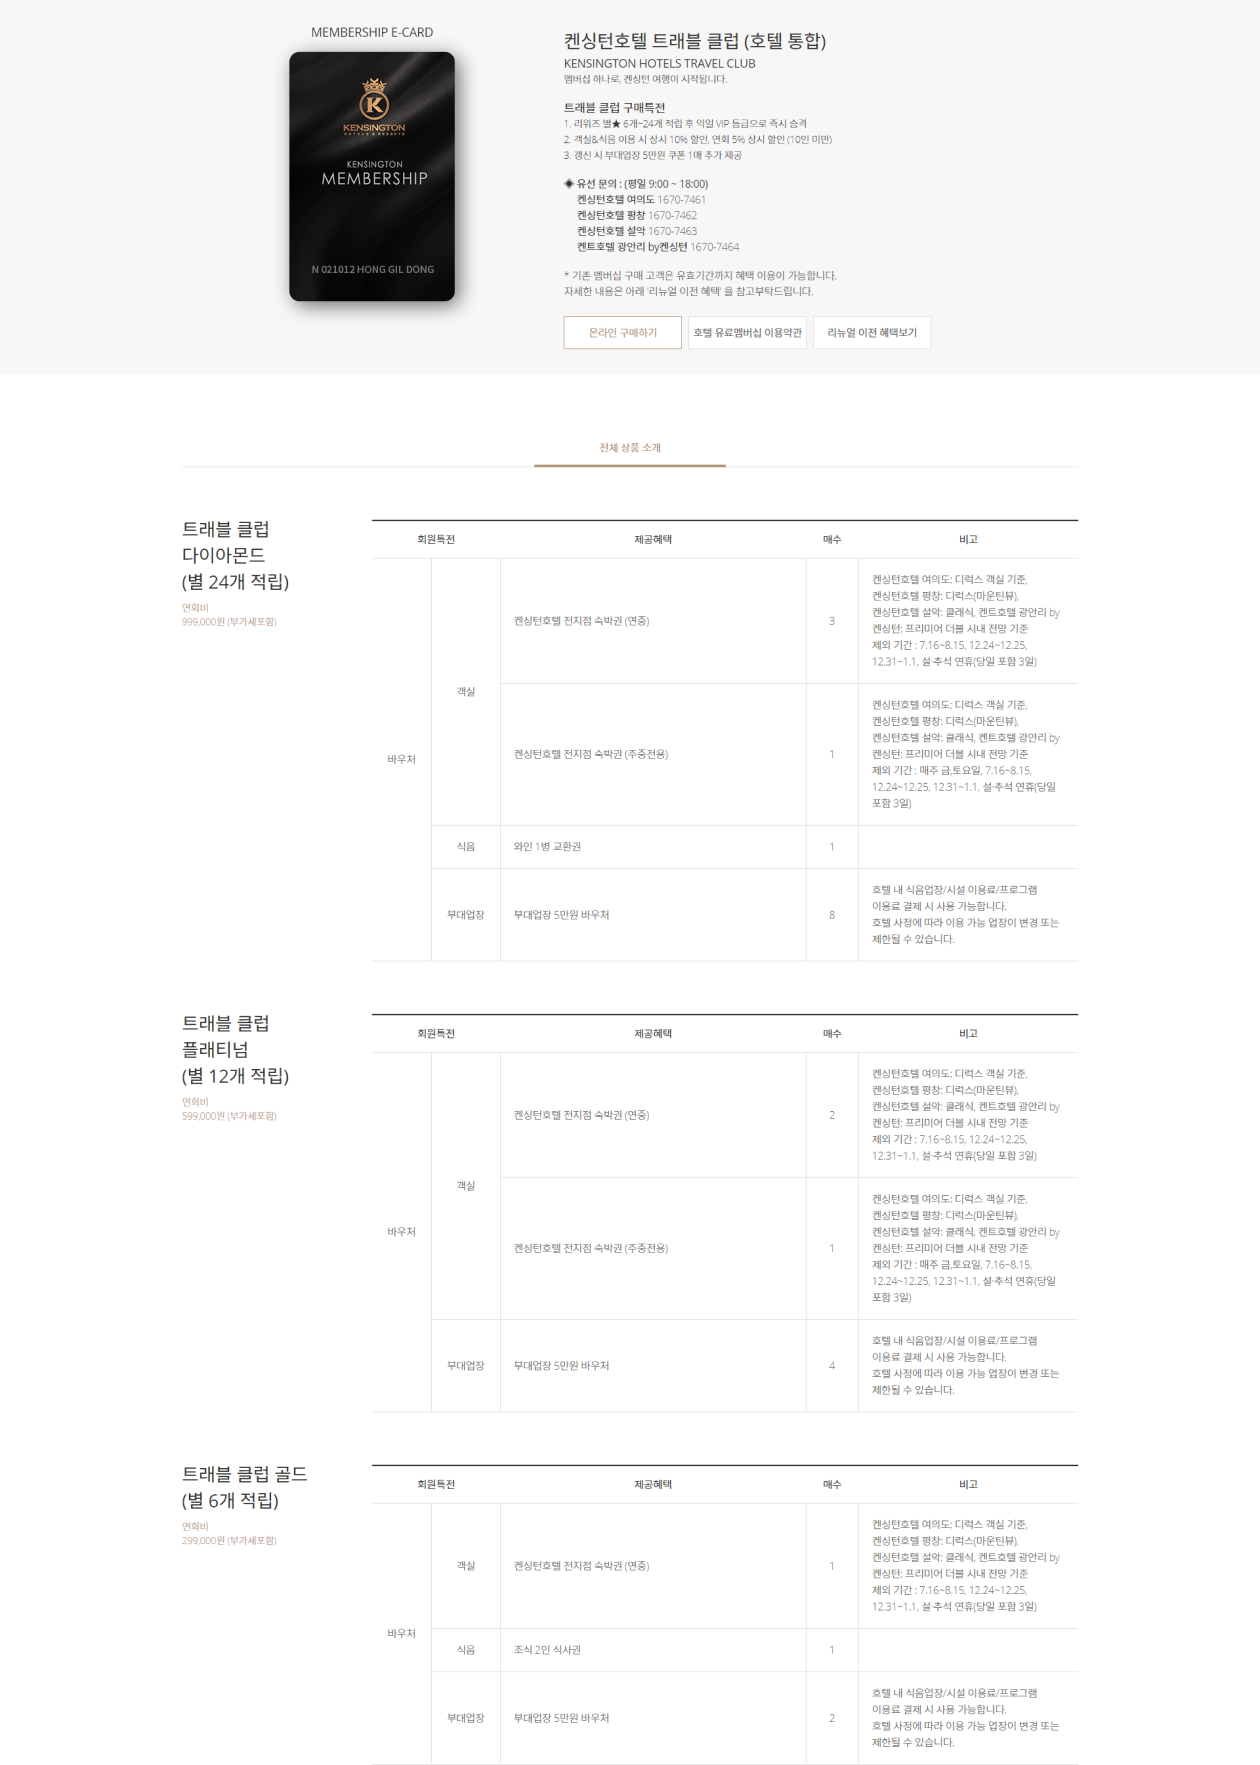 MEMBERSHIP E-CARD
KENSINGTON
HOTELS & RESORTS
KENSINGTON
MEMBERSHIP
N 021012 HONG GIL DONG
켄싱턴호텔 트래블 클럽 (호텔 통합)
KENSINGTON HOTELS TRAVEL CLUB
멤버십 하나로, 켄싱턴 여행이 시작됩니다.
트래블 클럽 구매특전
1. 리워즈 별★ 6개~24개 적립 후 익일 VIP 등급으로 즉시 승격
2. 객실&식음 이용 시 상시 10% 할인, 연회 5% 상시 할인 (10인 미만)
3. 갱신 시 부대업장 5만원 쿠폰 1매 추가 제공
◈ 유선 문의 : (평일 9:00 ~ 18:00)
켄싱턴호텔 여의도 1670-7461
켄싱턴호텔 평창 1670-7462
켄싱턴호텔 설악 1670-7463
켄트호텔 광안리 by켄싱턴 1670-7464
* 기존 멤버십 구매 고객은 유효기간까지 혜택 이용이 가능합니다.
자세한 내용은 아래 '리뉴얼 이전 혜택' 을 참고부탁드립니다.
온라인 구매하기
호텔 유료멤버십 이용약관
리뉴얼 이전 혜택보기
전체 상품 소개
트래블 클럽
다이아몬드
(별 24개 적립)
연회비
999,000원 (부가세포함)
회원특전 제공혜택 매수 비고
바우처
객실
켄싱턴호텔 전지점 숙박권 (연중)
3
켄싱턴호텔 여의도: 디럭스 객실 기준,
켄싱턴호텔 평창: 디럭스(마운틴뷰),
켄싱턴호텔 설악: 클래식, 켄트호텔 광안리 by
켄싱턴: 프리미어 더블 시내 전망 기준
제외 기간 : 7.16~8.15, 12.24~12.25,
12.31~1.1, 설·추석 연휴(당일 포함 3일)
켄싱턴호텔 전지점 숙박권 (주중전용)
1
켄싱턴호텔 여의도: 디럭스 객실 기준,
켄싱턴호텔 평창: 디럭스(마운틴뷰),
켄싱턴호텔 설악: 클래식, 켄트호텔 광안리 by
켄싱턴: 프리미어 더블 시내 전망 기준
제외 기간 : 매주 금,토요일, 7.16~8.15,
12.24~12.25, 12.31~1.1, 설·추석 연휴(당일
포함 3일)
식음
와인 1병 교환권
1
부대업장
부대업장 5만원 바우처
8
호텔 내 식음업장/시설 이용료/프로그램
이용료 결제 시 사용 가능합니다.
호텔 사정에 따라 이용 가능 업장이 변경 또는
제한될 수 있습니다.
트래블 클럽
플래티넘
(별 12개 적립)
연회비
599,000원 (부가세포함)
회원특전 제공혜택 매수 비고
바우처
객실
켄싱턴호텔 전지점 숙박권 (연중)
2
켄싱턴호텔 여의도: 디럭스 객실 기준,
켄싱턴호텔 평창: 디럭스(마운틴뷰),
켄싱턴호텔 설악: 클래식, 켄트호텔 광안리 by
켄싱턴: 프리미어 더블 시내 전망 기준
제외 기간 : 7.16~8.15, 12.24~12.25,
12.31~1.1, 설·추석 연휴(당일 포함 3일)
켄싱턴호텔 전지점 숙박권 (주중전용)
1
켄싱턴호텔 여의도: 디럭스 객실 기준,
켄싱턴호텔 평창: 디럭스(마운틴뷰),
켄싱턴호텔 설악: 클래식, 켄트호텔 광안리 by
켄싱턴: 프리미어 더블 시내 전망 기준
제외 기간 : 매주 금,토요일, 7.16~8.15,
12.24~12.25, 12.31~1.1, 설·추석 연휴(당일
포함 3일)
부대업장
부대업장 5만원 바우처
4
호텔 내 식음업장/시설 이용료/프로그램
이용료 결제 시 사용 가능합니다.
호텔 사정에 따라 이용 가능 업장이 변경 또는
제한될 수 있습니다.
트래블 클럽 골드
(별 6개 적립)
연회비
299,000원 (부가세포함)
회원특전 제공혜택 매수 비고
바우처
객실
켄싱턴호텔 전지점 숙박권 (연중)
1
켄싱턴호텔 여의도: 디럭스 객실 기준,
켄싱턴호텔 평창: 디럭스(마운틴뷰),
켄싱턴호텔 설악: 클래식, 켄트호텔 광안리 by
켄싱턴: 프리미어 더블 시내 전망 기준
제외 기간 : 7.16~8.15, 12.24~12.25,
12.31~1.1, 설·추석 연휴(당일 포함 3일)
식음
조식 2인 식사권
1
부대업장
부대업장 5만원 바우처
2
호텔 내 식음업장/시설 이용료/프로그램
이용료 결제 시 사용 가능합니다.
호텔 사정에 따라 이용 가능 업장이 변경 또는
제한될 수 있습니다.